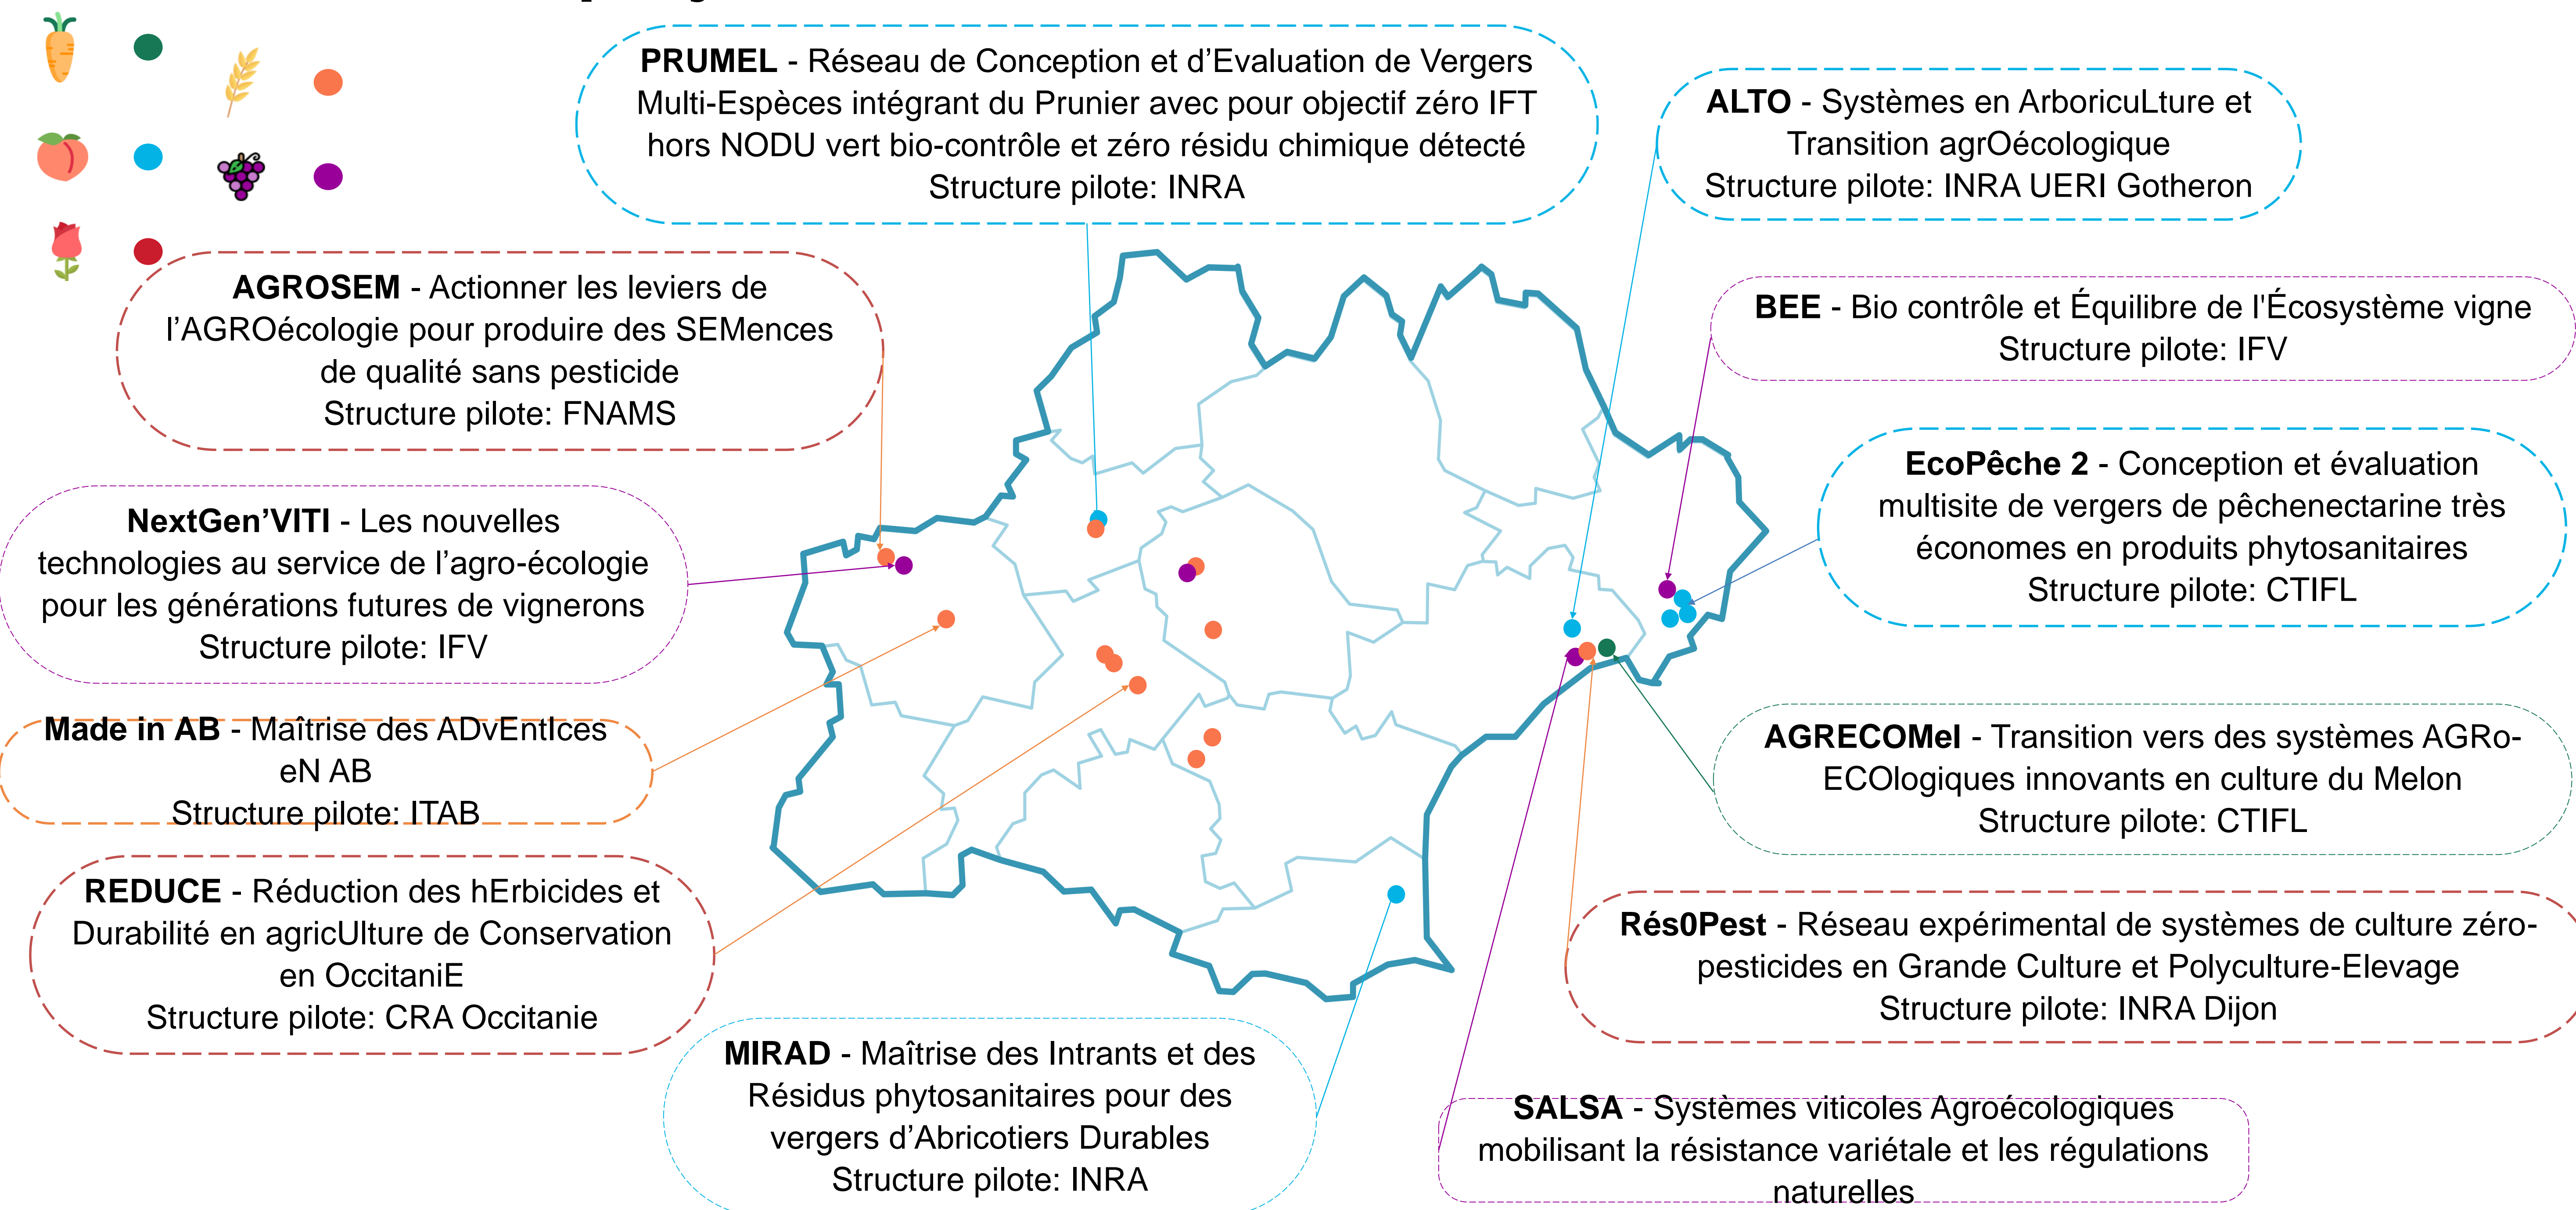 PRUMEL - Réseau de Conception et d’Evaluation de Vergers
Multi-Espèces intégrant du Prunier avec pour objectif zéro IFT
hors NODU vert bio-contrôle et zéro résidu chimique détecté
Structure pilote: INRA
ALTO - Systèmes en ArboricuLture et
Transition agrOécologique
Structure pilote: INRA UERI Gotheron
AGROSEM - Actionner les leviers de
l’AGROécologie pour produire des SEMences
de qualité sans pesticide
Structure pilote: FNAMS
BEE - Bio contrôle et Équilibre de l'Écosystème vigne
Structure pilote: IFV
EcoPêche 2 - Conception et évaluation
multisite de vergers de pêchenectarine très
économes en produits phytosanitaires
Structure pilote: CTIFL
NextGen’VITI - Les nouvelles
technologies au service de l’agro-écologie
pour les générations futures de vignerons
Structure pilote: IFV
Made in AB - Maîtrise des ADvEntIces
eN AB
Structure pilote: ITAB
AGRECOMel - Transition vers des systèmes AGRo-
ECOlogiques innovants en culture du Melon
Structure pilote: CTIFL
REDUCE - Réduction des hErbicides et
Durabilité en agricUlture de Conservation
en OccitaniE
Structure pilote: CRA Occitanie
Rés0Pest - Réseau expérimental de systèmes de culture zéro-
pesticides en Grande Culture et Polyculture-Elevage
Structure pilote: INRA Dijon
MIRAD - Maîtrise des Intrants et des
Résidus phytosanitaires pour des
vergers d’Abricotiers Durables
Structure pilote: INRA
SALSA - Systèmes viticoles Agroécologiques
mobilisant la résistance variétale et les régulations
naturelles